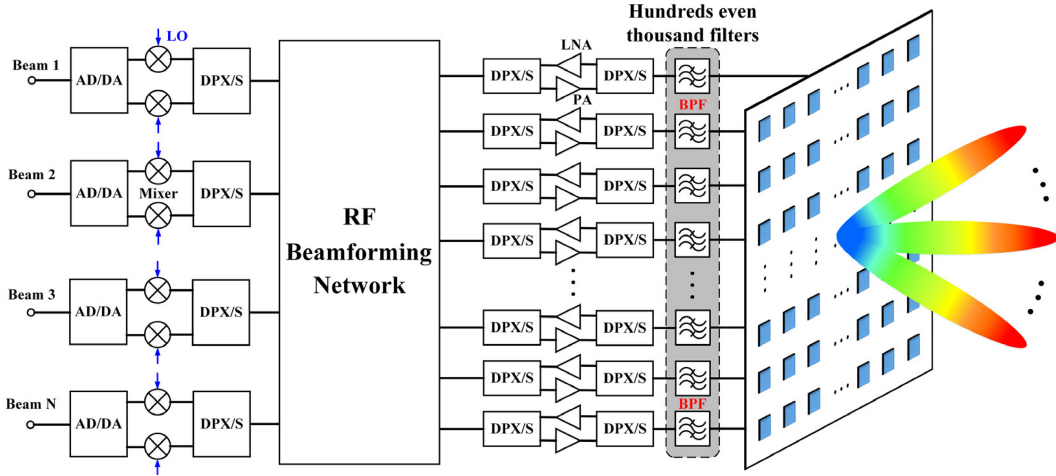 Hundreds even
thousand filters
LO
LNA
Beam 1
AD/DA
DPX/S
DPX/S
DPX/S
PA
BPF
DPX/S
DPX/S
Beam 2
AD/DA
Mixer
DPX/S
DPX/S
DPX/S
RF
Beamforming
Network
DPX/S
DPX/S
Beam 3
AD/DA
DPX/S
DPX/S
DPX/S
DPX/S
DPX/S
BPF
Beam N
AD/DA
DPX/S
DPX/S
DPX/S